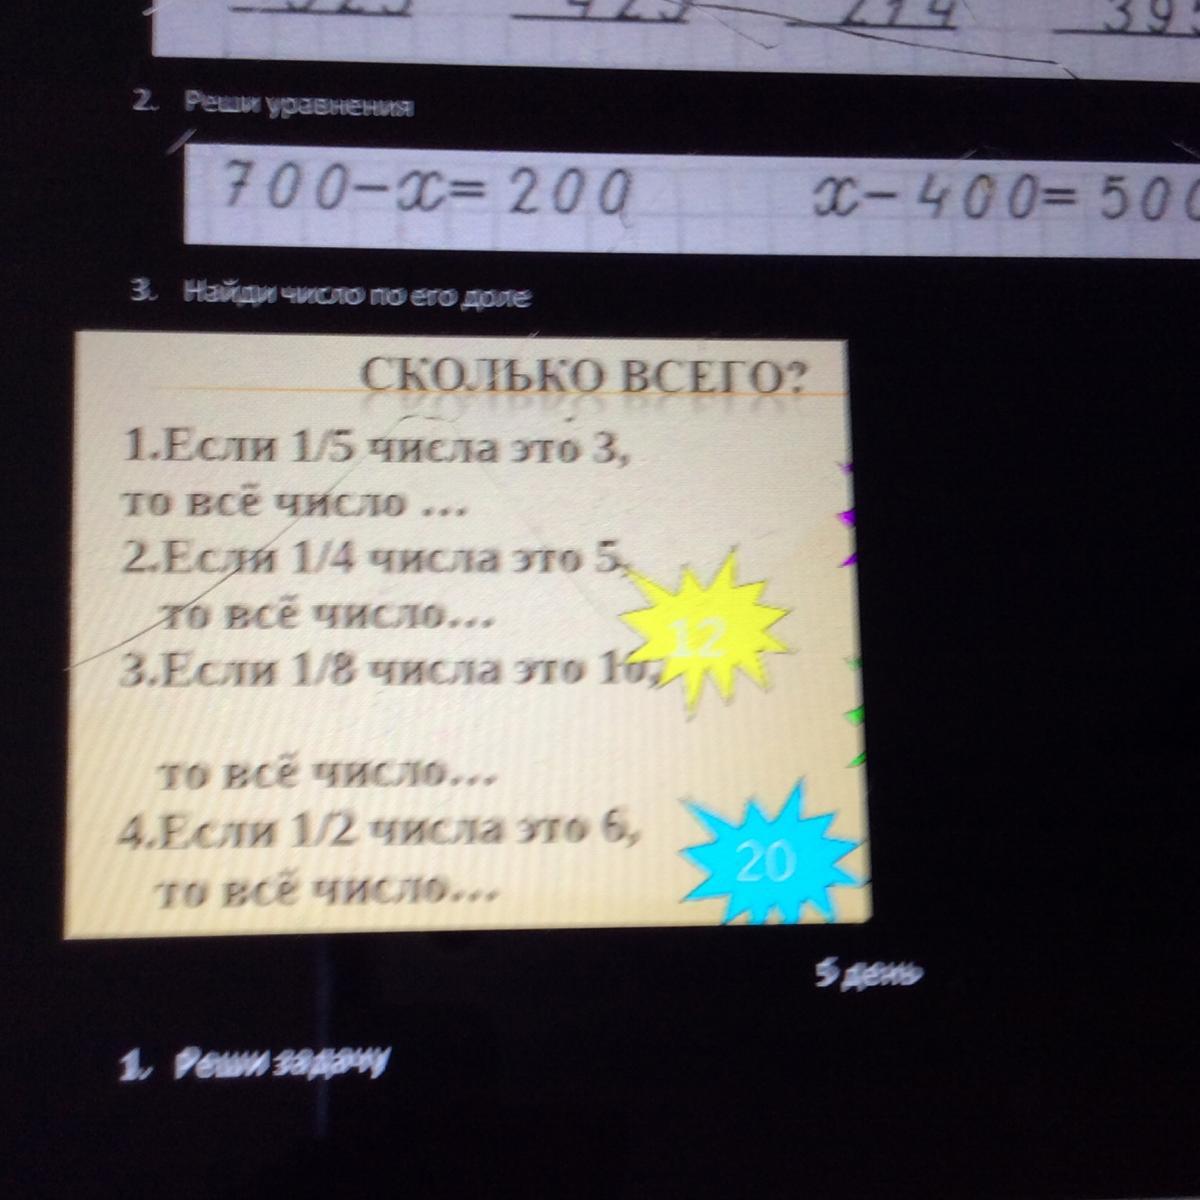 2. Реши уравнения
700-x=200 x-400=500
3. Найди число по его доле
СКОЛЬКО ВСЕГО?
1.Если 1/5 числа это 3,
то всё число ...
2.Если 1/4 числа это 5,
то всё число...
12
3.Если 1/8 числа это 10,
то всё число...
4.Если 1/2 числа это 6,
20
то всё число...
5 день
1. Реши задачу